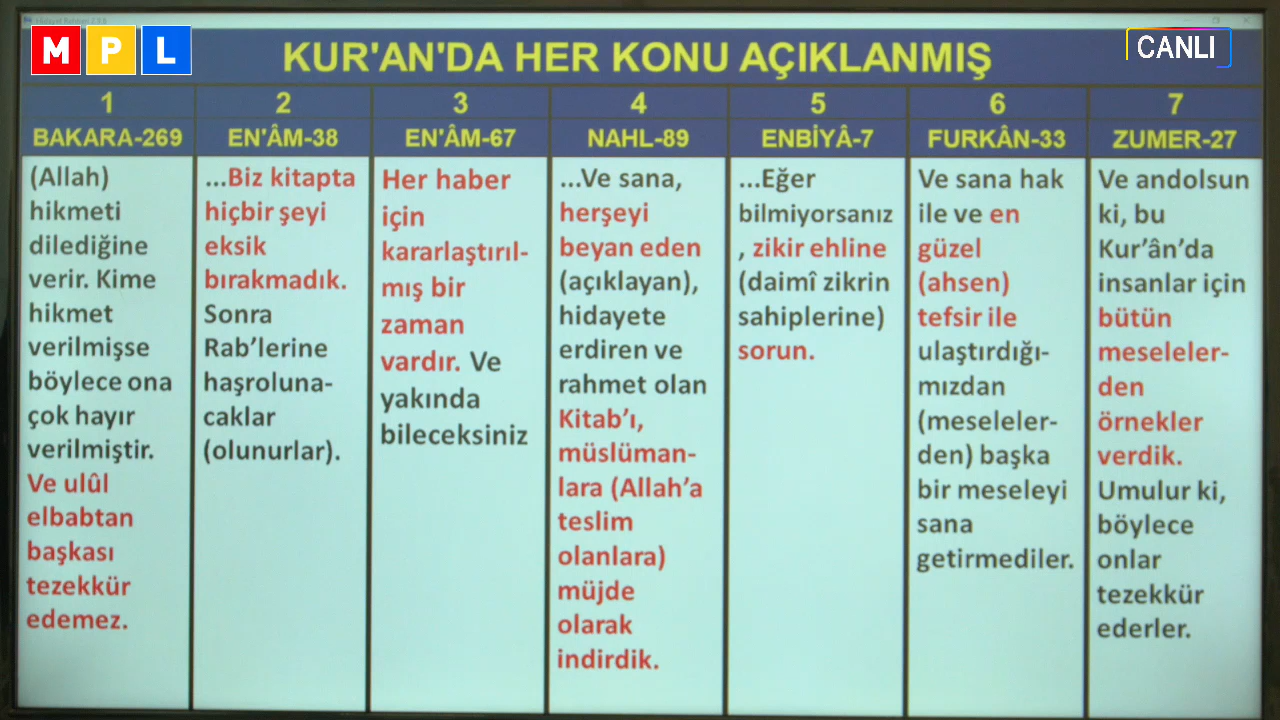 Hidayet Rehberi 2.9.6
M P L
CANLI
KUR'AN'DA HER KONU AÇIKLANMIŞ
1
BAKARA-269
(Allah)
hikmeti
dilediğine
verir. Kime
hikmet
verilmişse
böylece ona
çok hayır
verilmiştir.
Ve ulûl
elbabtan
başkası
tezekkür
edemez.
2
EN'ÂM-38
...Biz kitapta
hiçbir şeyi
eksik
bırakmadık.
Sonra
Rab’lerine
haşroluna-
caklar
(olunurlar).
3
EN'ÂM-67
Her haber
için
kararlaştırıl-
mış bir
zaman
vardır. Ve
yakında
bileceksiniz
4
NAHL-89
...Ve sana,
herşeyi
beyan eden
(açıklayan),
hidayete
erdiren ve
rahmet olan
Kitab’ı,
müslüman-
lara (Allah’a
teslim
olanlara)
müjde
olarak
indirdik.
5
ENBİYÂ-7
...Eğer
bilmiyorsanız
, zikir ehline
(daimî zikrin
sahiplerine)
sorun.
6
FURKÂN-33
Ve sana hak
ile ve en
güzel
(ahsen)
tefsir ile
ulaştırdığı-
mızdan
(meseleler-
den) başka
bir meseleyi
sana
getirmediler.
7
ZUMER-27
Ve andolsun
ki, bu
Kur’ân’da
insanlar için
bütün
meseleler-
den
örnekler
verdik.
Umulur ki,
böylece
onlar
tezekkür
ederler.